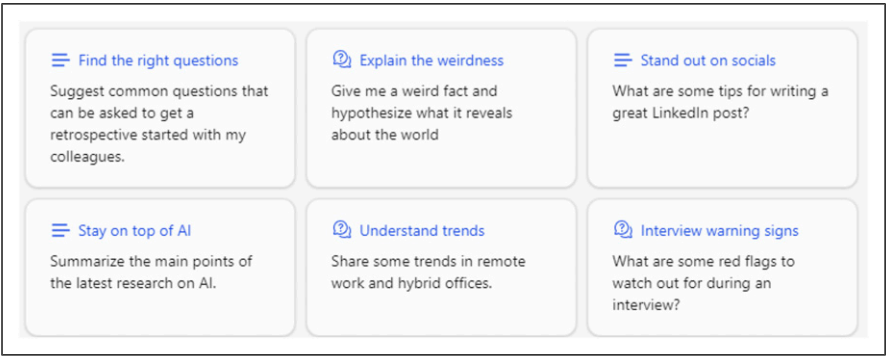 Find the right questions
Suggest common questions that
can be asked to get a
retrospective started with my
colleagues.
Explain the weirdness
Give me a weird fact and
hypothesize what it reveals
about the world
Stand out on socials
What are some tips for writing a
great LinkedIn post?
Stay on top of AI
Summarize the main points of
the latest research on AI.
Understand trends
Share some trends in remote
work and hybrid offices.
Interview warning signs
What are some red flags to
watch out for during an
interview?